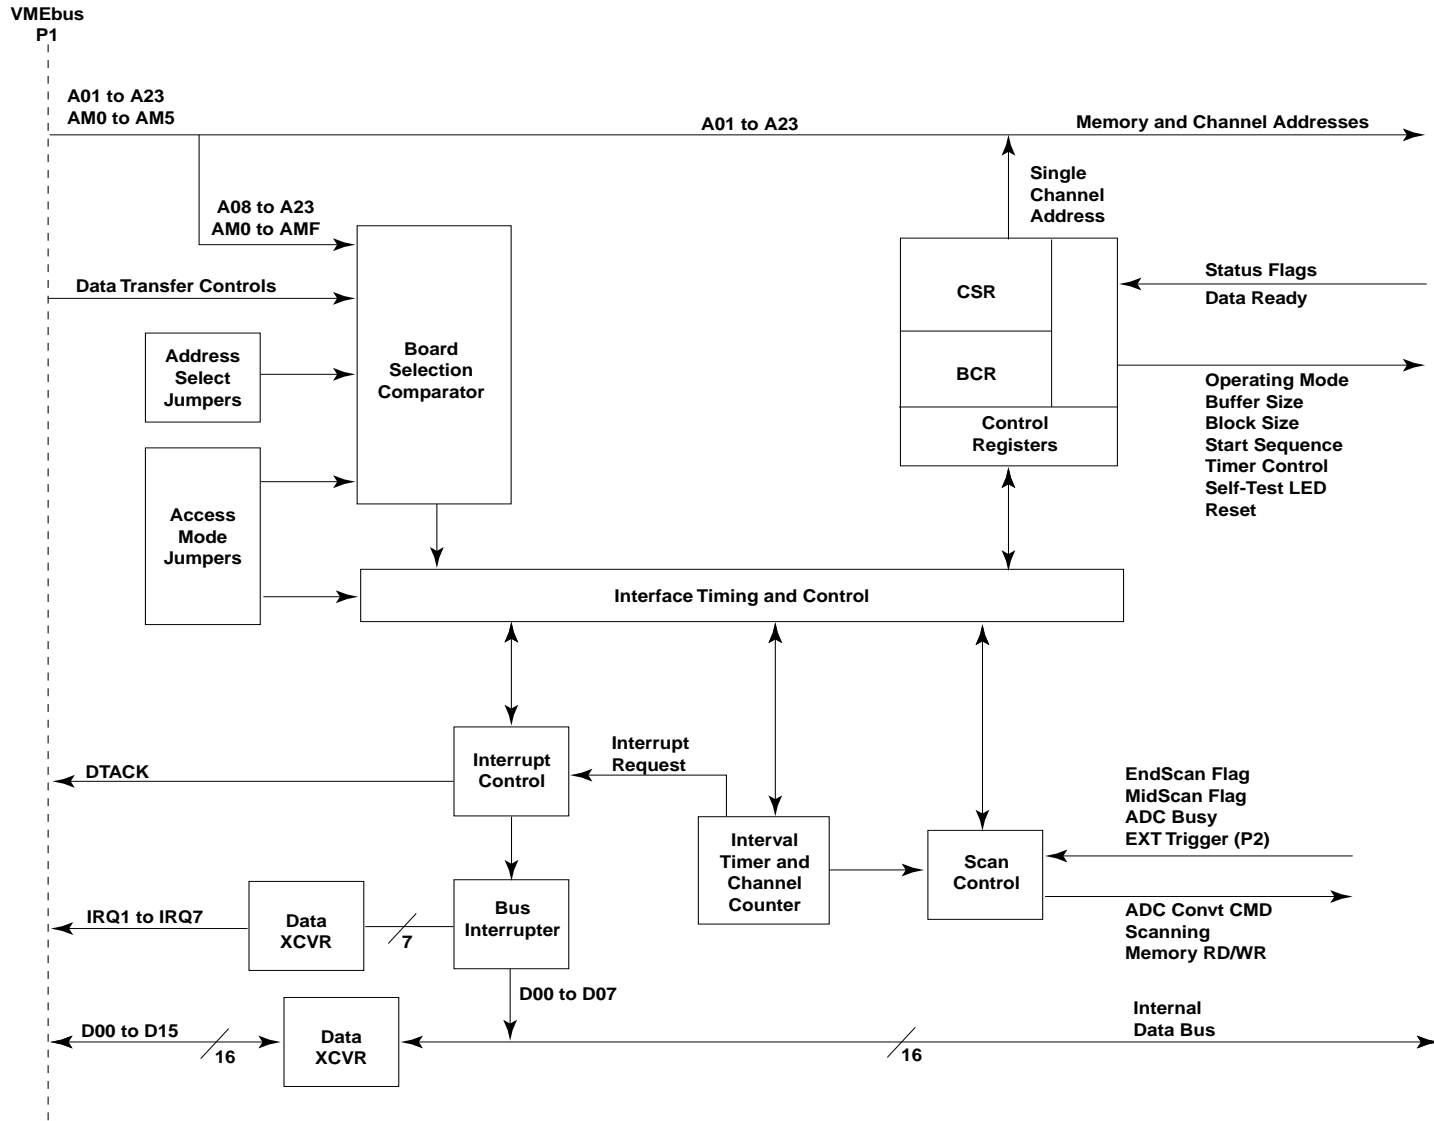 VMEbus
P1
A01 to A23
AM0 to AM5
A01 to A23
Memory and Channel Addresses
Single
Channel
Address
A08 to A23
AM0 to AMF
Data Transfer Controls
Address
Select
Jumpers
Board
Selection
Comparator
CSR
BCR
Control
Registers
Status Flags
Data Ready
Operating Mode
Buffer Size
Block Size
Start Sequence
Timer Control
Self-Test LED
Reset
Access
Mode
Jumpers
Interface Timing and Control
DTACK
Interrupt
Control
Interrupt
Request
Interval
Timer and
Channel
Counter
Scan
Control
EndScan Flag
MidScan Flag
ADC Busy
EXT Trigger (P2)
ADC Convt CMD
Scanning
Memory RD/WR
IRQ1 to IRQ7
Data
XCVR
7
Bus
Interrupter
D00 to D07
D00 to D15
16
Data
XCVR
16
Internal
Data Bus